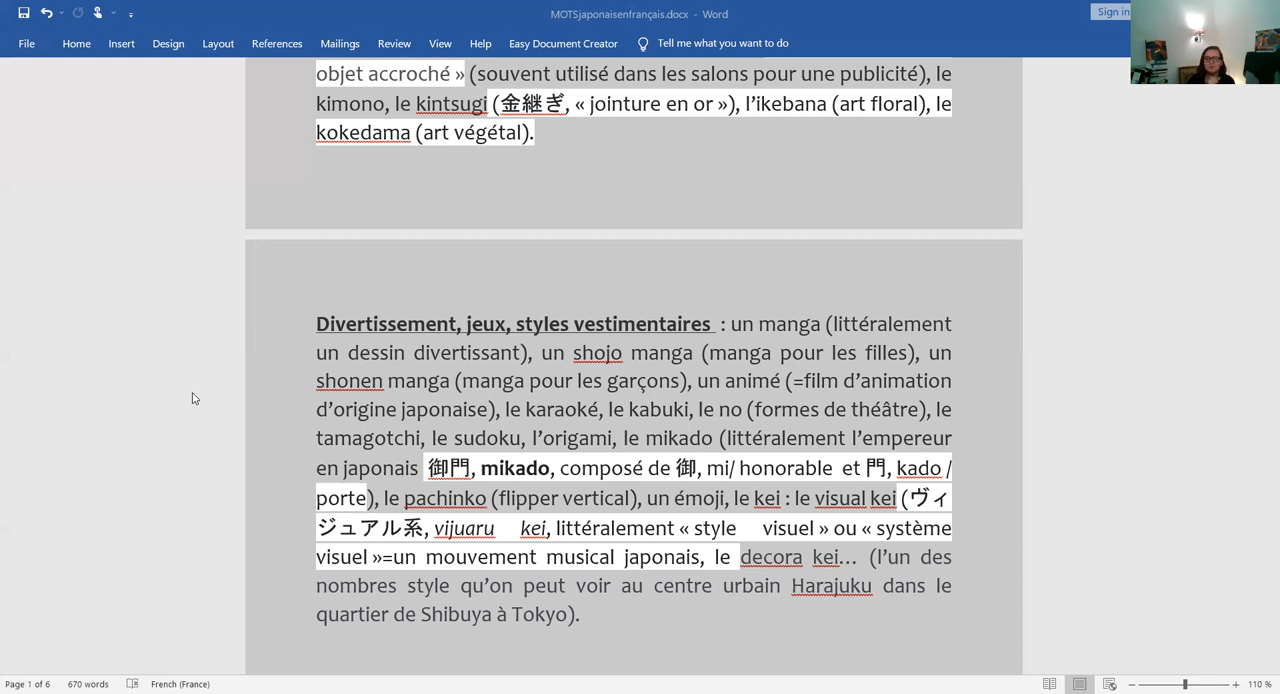 MOTSjaponaisenfrançais.docx - Word
Sign in
File Home Insert Design Layout References Mailings Review View Help Easy Document Creator Tell me what you want to do
objet accroché » (souvent utilisé dans les salons pour une publicité), le
kimono, le kintsugi (金継ぎ, « jointure en or »), l’ikebana (art floral), le
kokedama (art végétal).
Divertissement, jeux, styles vestimentaires : un manga (littéralement
un dessin divertissant), un shojo manga (manga pour les filles), un
shonen manga (manga pour les garçons), un animé (=film d’animation
d’origine japonaise), le karaoké, le kabuki, le no (formes de théâtre), le
tamagotchi, le sudoku, l’origami, le mikado (littéralement l’empereur
en japonais 御門, mikado, composé de 御, mi/ honorable et 門, kado /
porte), le pachinko (flipper vertical), un émoji, le kei : le visual kei (ヴィ
ジュアル系, vijuaru kei, littéralement « style visuel » ou « système
visuel »=un mouvement musical japonais, le decora kei... (l’un des
nombres style qu’on peut voir au centre urbain Harajuku dans le
quartier de Shibuya à Tokyo).
Page 1 of 6 670 words French (France) 110 %